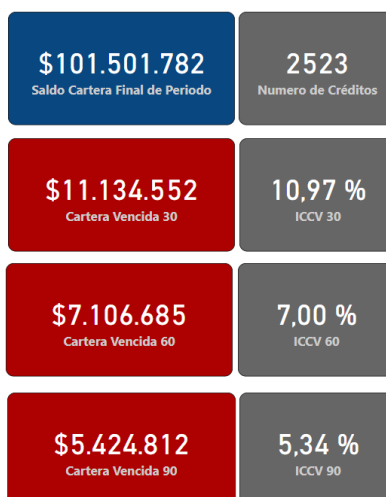 $101.501.782
Saldo Cartera Final de Periodo
2523
Numero de Créditos
$11.134.552
Cartera Vencida 30
10,97 %
ICCV 30
$7.106.685
Cartera Vencida 60
7,00 %
ICCV 60
$5.424.812
Cartera Vencida 90
5,34 %
ICCV 90